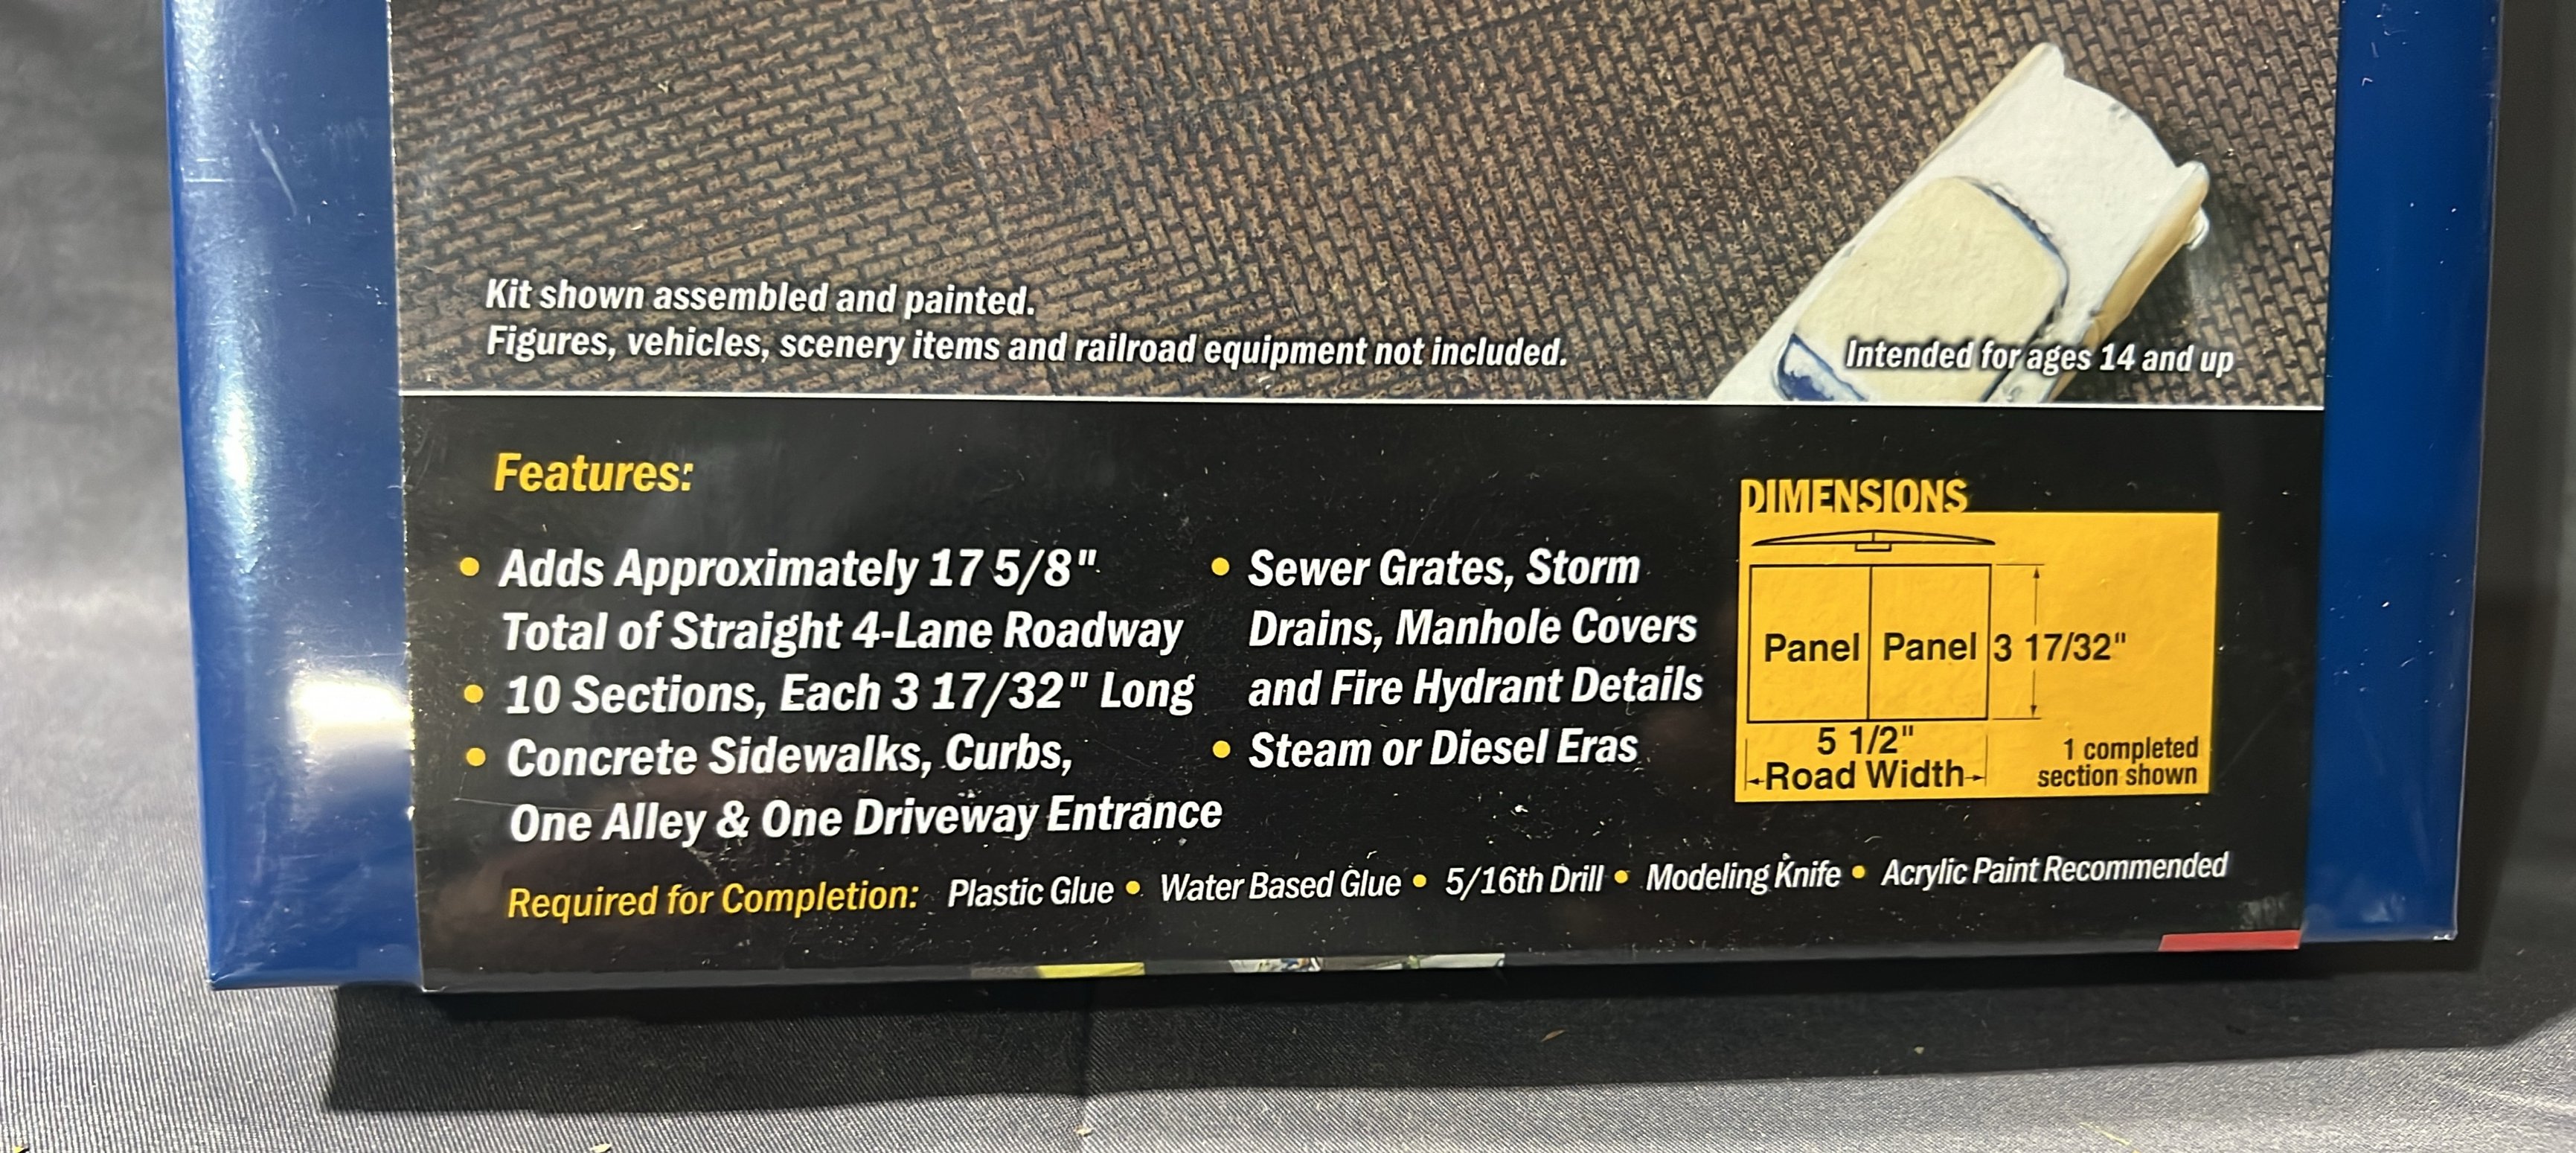 Kit shown assembled and painted.
Figures, vehicles, scenery items and railroad equipment not included.
Intended for ages 14 and up
Features:
• Adds Approximately 17 5/8"
Total of Straight 4-Lane Roadway
• 10 Sections, Each 3 17/32" Long
• Concrete Sidewalks, Curbs,
One Alley & One Driveway Entrance
• Sewer Grates, Storm
Drains, Manhole Covers
and Fire Hydrant Details
• Steam or Diesel Eras
DIMENSIONS
Panel Panel 3 17/32"
5 1/2"
Road Width
1 completed
section shown
Required for Completion: Plastic Glue • Water Based Glue • 5/16th Drill • Modeling Knife • Acrylic Paint Recommended